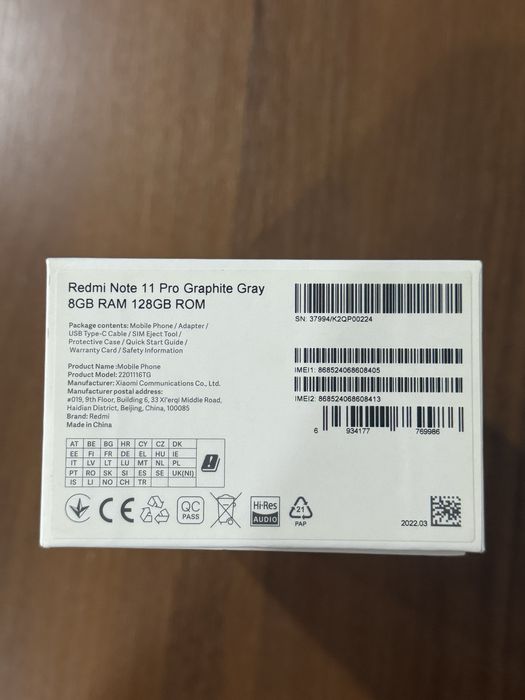 Redmi Note 11 Pro Graphite Gray
8GB RAM 128GB ROM
Package contents: Mobile Phone / Adapter /
USB Type-C Cable / SIM Eject Tool /
Protective Case / Quick Start Guide /
Warranty Card / Safety Information
Product Name:Mobile Phone
Product Model: 2201116TG
Manufacturer: Xiaomi Communications Co., Ltd.
Manufacturer postal address:
#019, 9th Floor, Building 6, 33 Xi'erqi Middle Road,
Haidian District, Beijing, China, 100085
Brand: Redmi
Made in China
AT BE BG HR CY CZ DK
EE FI FR DE EL HU IE
IT LV LT LU MT NL PL
PT RO SK SI ES SE UK(NI)
IS LI NO CH TR
CE
QC
PASS
Hi-Res
AUDIO
21
PAP
SN: 37994/K2QP00224
IMEI1: 868524068608405
IMEI2: 868524068608413
6 934177 769986
2022.03